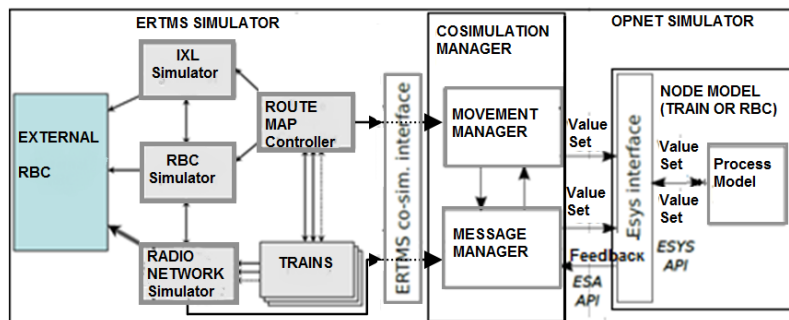 ERTMS SIMULATOR
COSIMULATION
MANAGER
OPNET SIMULATOR
IXL
Simulator
EXTERNAL
RBC
ROUTE
MAP
Controller
RBC
Simulator
RADIO
NETWORK
Simulator
TRAINS
ERTMS co-sim. interface
MOVEMENT
MANAGER
MESSAGE
MANAGER
Value
Set
Value
Set
Feedback
ESA
API
Esys interface
NODE MODEL
(TRAIN OR RBC)
Value
Set
Value
Set
Process
Model
ESYS
API